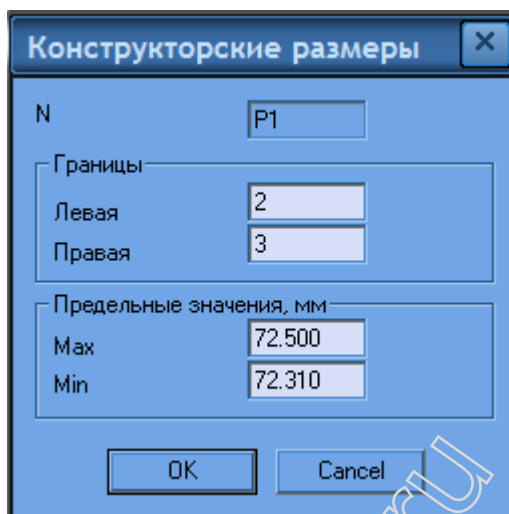 Конструкторские размеры
N P1
Границы
Левая 2
Правая 3
Предельные значения, мм
Max 72.500
Min 72.310
OK Cancel
ru